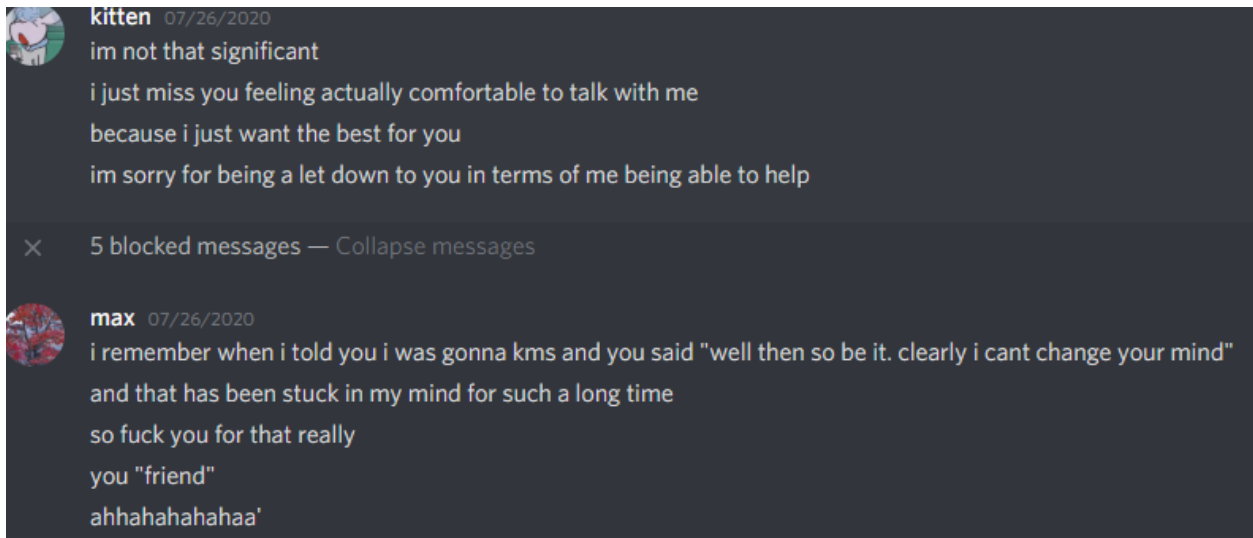 kitten 07/26/2020
im not that significant
i just miss you feeling actually comfortable to talk with me
because i just want the best for you
im sorry for being a let down to you in terms of me being able to help
5 blocked messages — Collapse messages
max 07/26/2020
i remember when i told you i was gonna kms and you said "well then so be it. clearly i cant change your mind"
and that has been stuck in my mind for such a long time
so fuck you for that really
you "friend"
ahhahahahahaa'